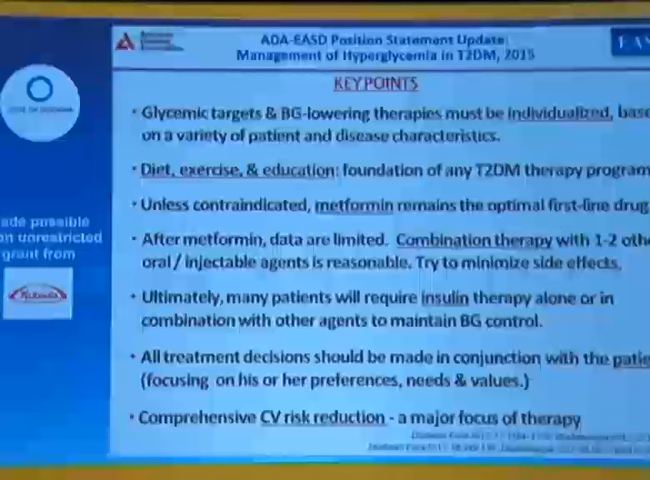 ADA-EASD Position Statement Update:
Management of Hyperglycemia in T2DM, 2015
EAS
KEY POINTS
• Glycemic targets & BG-lowering therapies must be individualized, base
on a variety of patient and disease characteristics.
• Diet, exercise, & education: foundation of any T2DM therapy program
• Unless contraindicated, metformin remains the optimal first-line drug
• After metformin, data are limited. Combination therapy with 1-2 othe
oral / injectable agents is reasonable. Try to minimize side effects.
• Ultimately, many patients will require insulin therapy alone or in
combination with other agents to maintain BG control.
• All treatment decisions should be made in conjunction with the patie
(focusing on his or her preferences, needs & values.)
• Comprehensive CV risk reduction - a major focus of therapy
ade possible
n unrestricted
grant from
Takeda